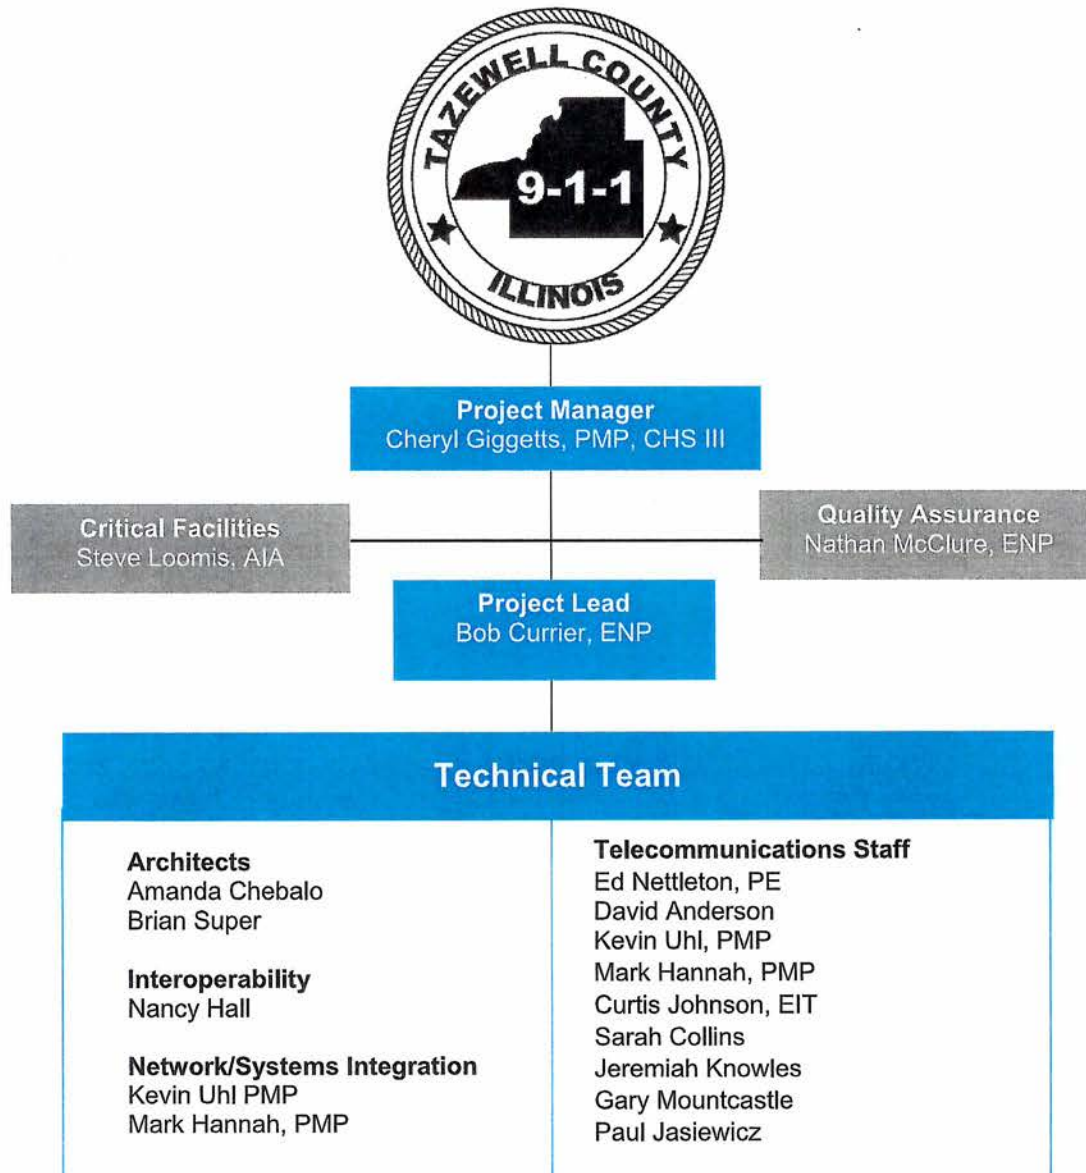 TAZEWELL COUNTY
9-1-1
ILLINOIS
Project Manager
Cheryl Giggetts, PMP, CHS III
Critical Facilities
Steve Loomis, AIA
Quality Assurance
Nathan McClure, ENP
Project Lead
Bob Currier, ENP
Technical Team
Architects
Amanda Chebalo
Brian Super
Interoperability
Nancy Hall
Network/Systems Integration
Kevin Uhl PMP
Mark Hannah, PMP
Telecommunications Staff
Ed Nettleton, PE
David Anderson
Kevin Uhl, PMP
Mark Hannah, PMP
Curtis Johnson, EIT
Sarah Collins
Jeremiah Knowles
Gary Mountcastle
Paul Jasiewicz